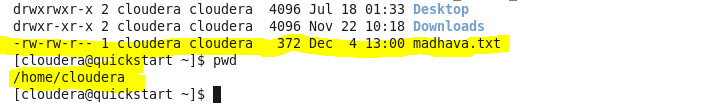 drwxrwxr-x 2 cloudera cloudera 4096 Jul 18 01:33 Desktop
drwxr-xr-x 2 cloudera cloudera 4096 Nov 22 10:18 Downloads
-rw-rw-r-- 1 cloudera cloudera  372 Dec  4 13:00 madhava.txt
[cloudera@quickstart ~]$ pwd
/home/cloudera
[cloudera@quickstart ~]$